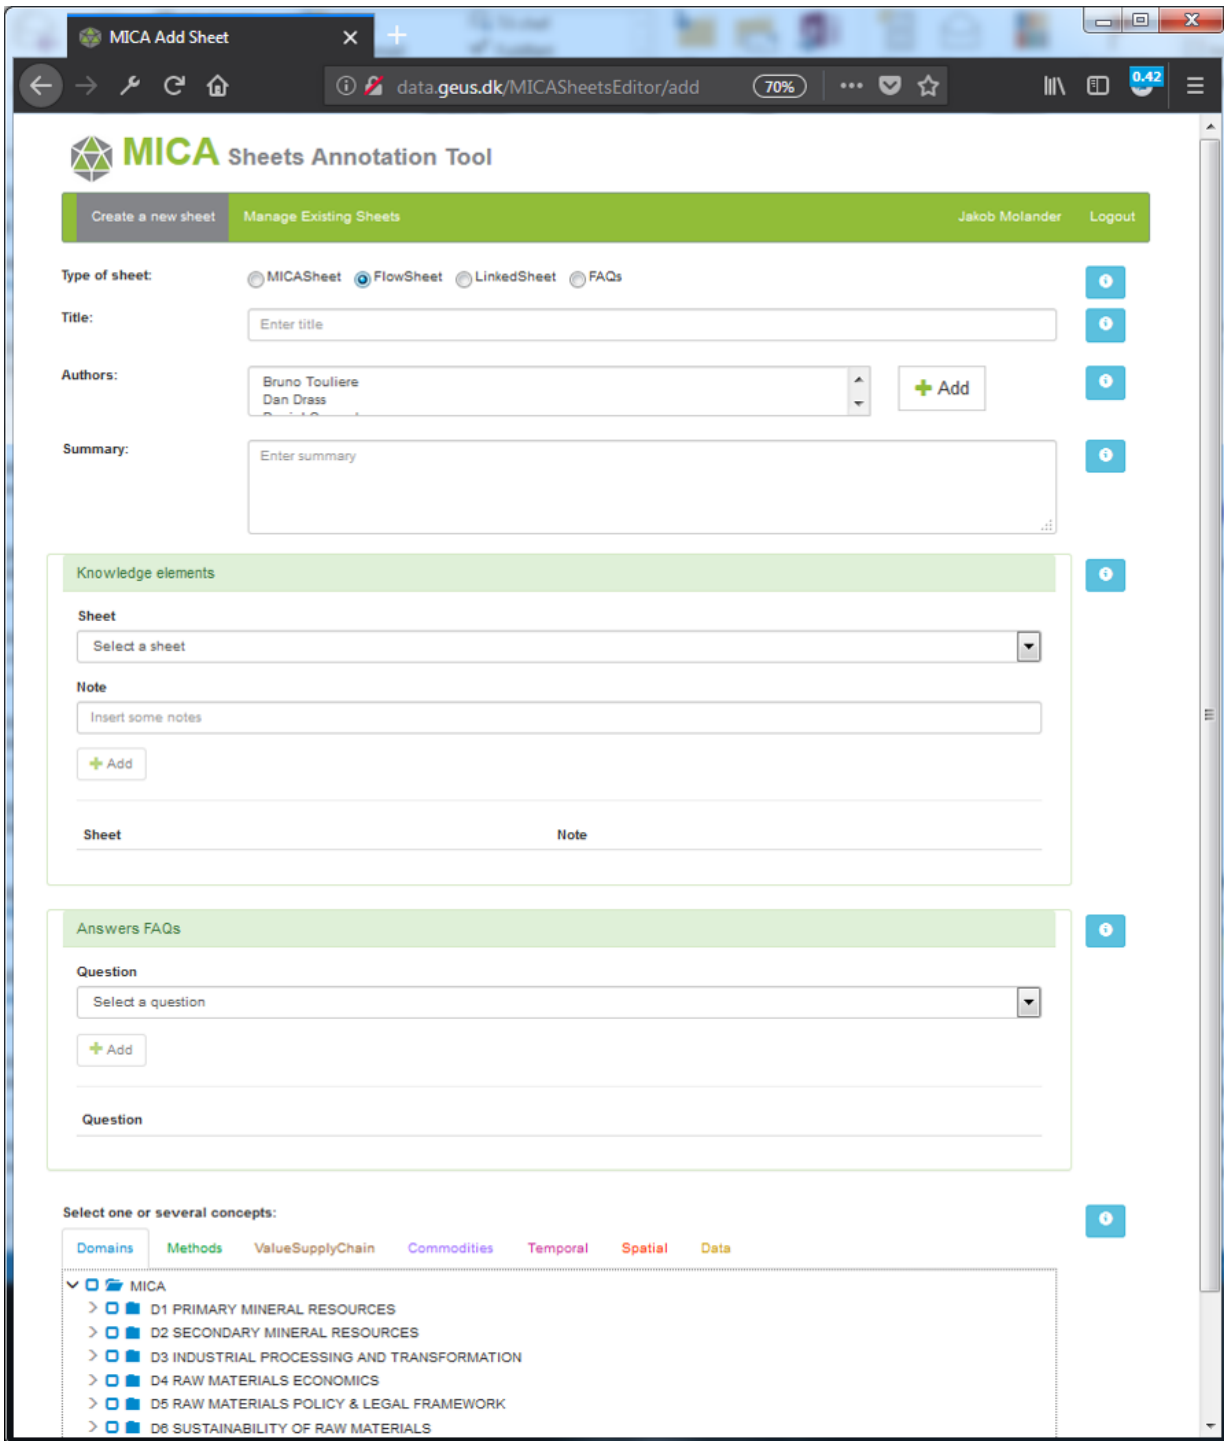 MICA Add Sheet
data.geus.dk/MICASheetsEditor/add 70% 0.42
MICA Sheets Annotation Tool
Create a new sheet Manage Existing Sheets Jakob Molander Logout
Type of sheet: MICASheet FlowSheet LinkedSheet FAQs
Title: Enter title
Authors: Bruno Touliere
Dan Drass
Add
Summary: Enter summary
Knowledge elements
Sheet
Select a sheet
Note
Insert some notes
Add
Sheet Note
Answers FAQs
Question
Select a question
Add
Question
Select one or several concepts:
Domains Methods ValueSupplyChain Commodities Temporal Spatial Data
MICA
D1 PRIMARY MINERAL RESOURCES
D2 SECONDARY MINERAL RESOURCES
D3 INDUSTRIAL PROCESSING AND TRANSFORMATION
D4 RAW MATERIALS ECONOMICS
D5 RAW MATERIALS POLICY & LEGAL FRAMEWORK
D6 SUSTAINABILITY OF RAW MATERIALS